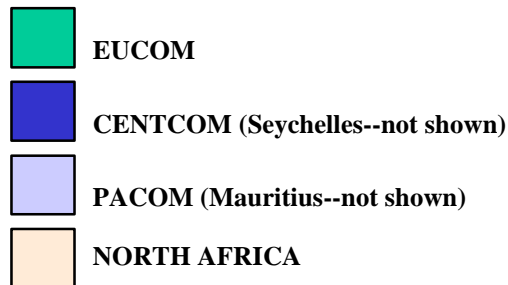 EUCOM
CENTCOM (Seychelles--not shown)
PACOM (Mauritius--not shown)
NORTH AFRICA